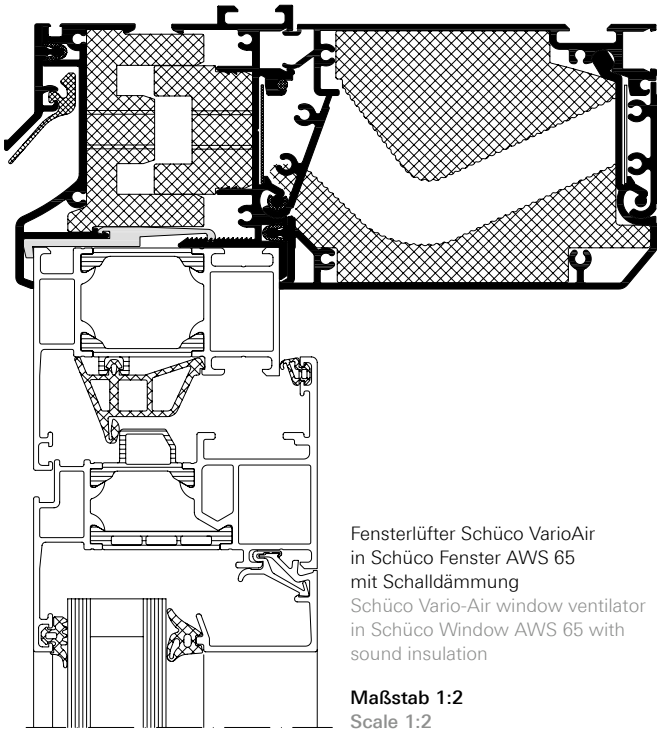 Fensterlüfter Schüco VarioAir
in Schüco Fenster AWS 65
mit Schalldämmung
Schüco Vario-Air window ventilator
in Schüco Window AWS 65 with
sound insulation
Maßstab 1:2
Scale 1:2